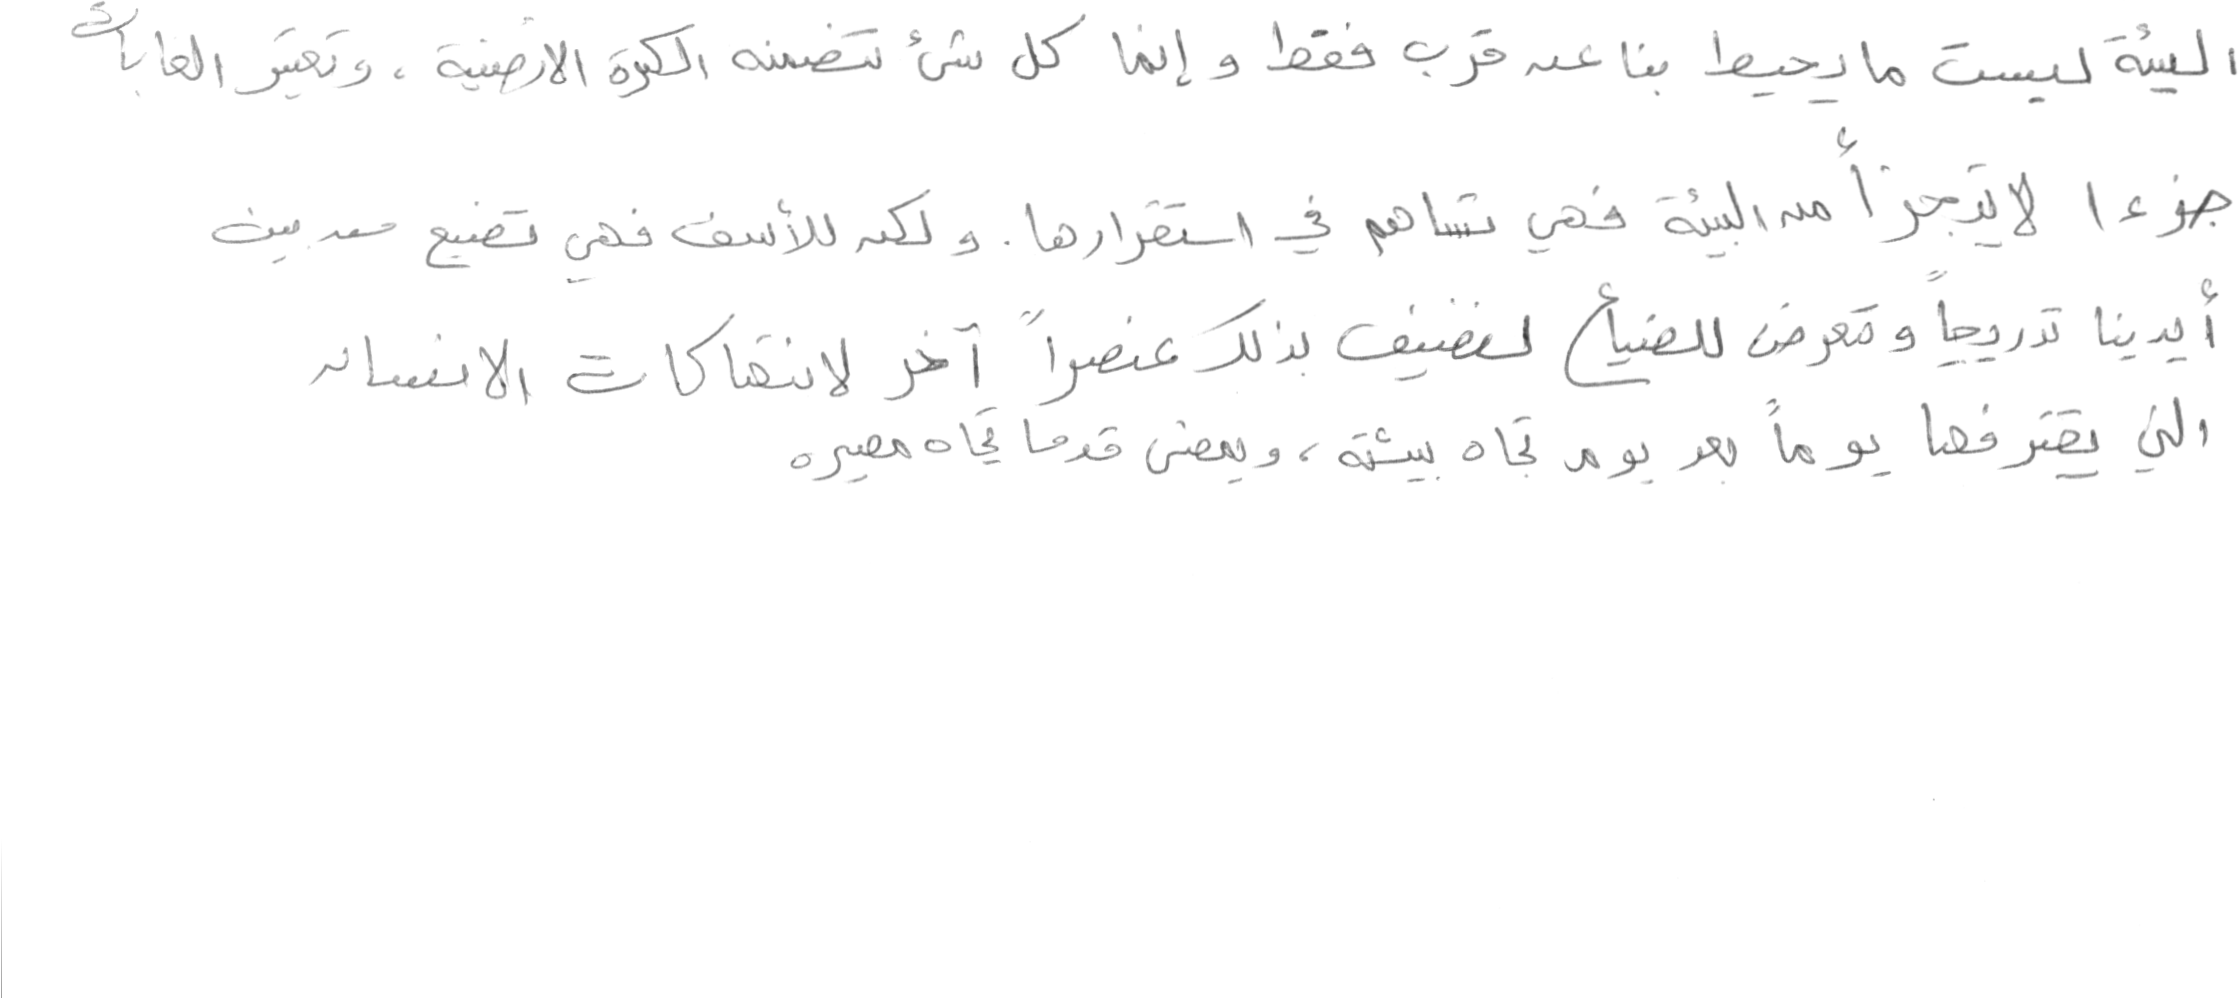 البيئة ليست ما يحيط بنا عن قرب فقط و إنما كل شئ تتضمنه الكرة الأرضية ، وتعتبر الغابات
جزءا لا يتجزأ من البيئة فهي تساهم في استقرارها . و لكن للأسف فهي تضيع من بين
أيدينا تدريجياً و تتعرض للضياع لتضيف بذلك عنصراً آخر لانتهاكات الانسان
التي يقترفها يوماً بعد يوم تجاه بيئته ، ويمضى قدما تجاه مصيره